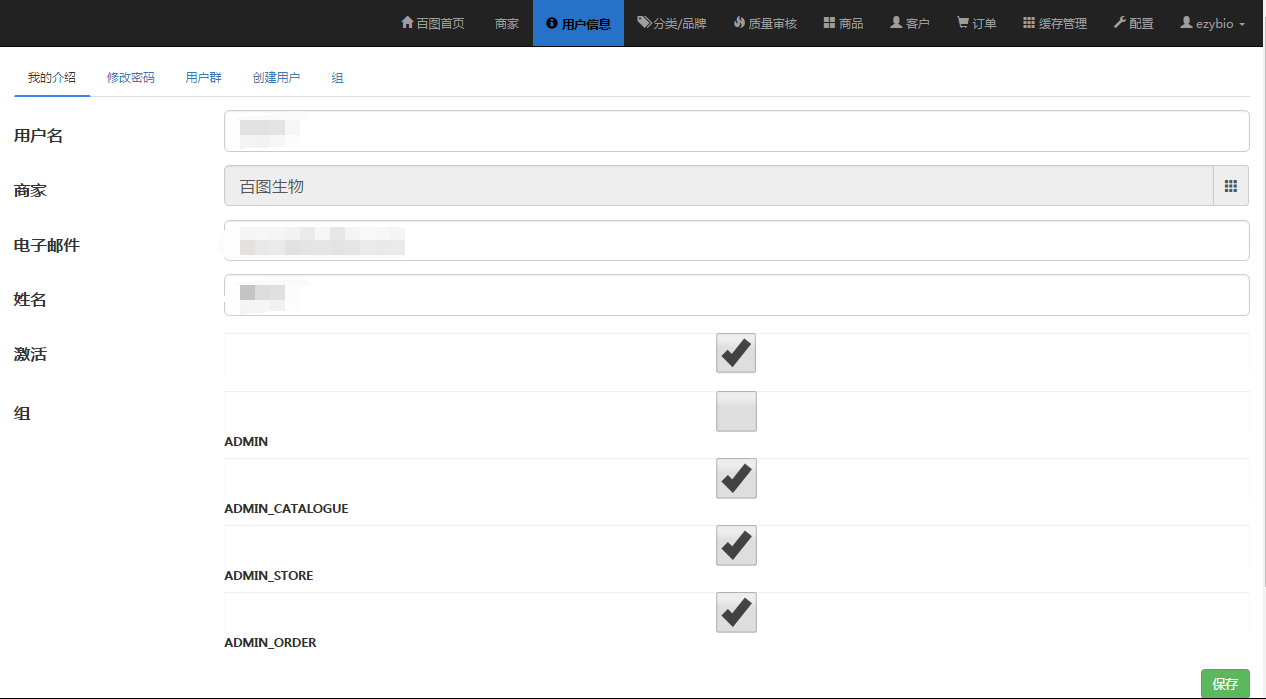 百图首页 商家 用户信息 分类/品牌 质量审核 商品 客户 订单 缓存管理 配置 ezybio
我的介绍 修改密码 用户群 创建用户 组
用户名
商家 百图生物
电子邮件
姓名
激活
组
ADMIN
ADMIN_CATALOGUE
ADMIN_STORE
ADMIN_ORDER
保存